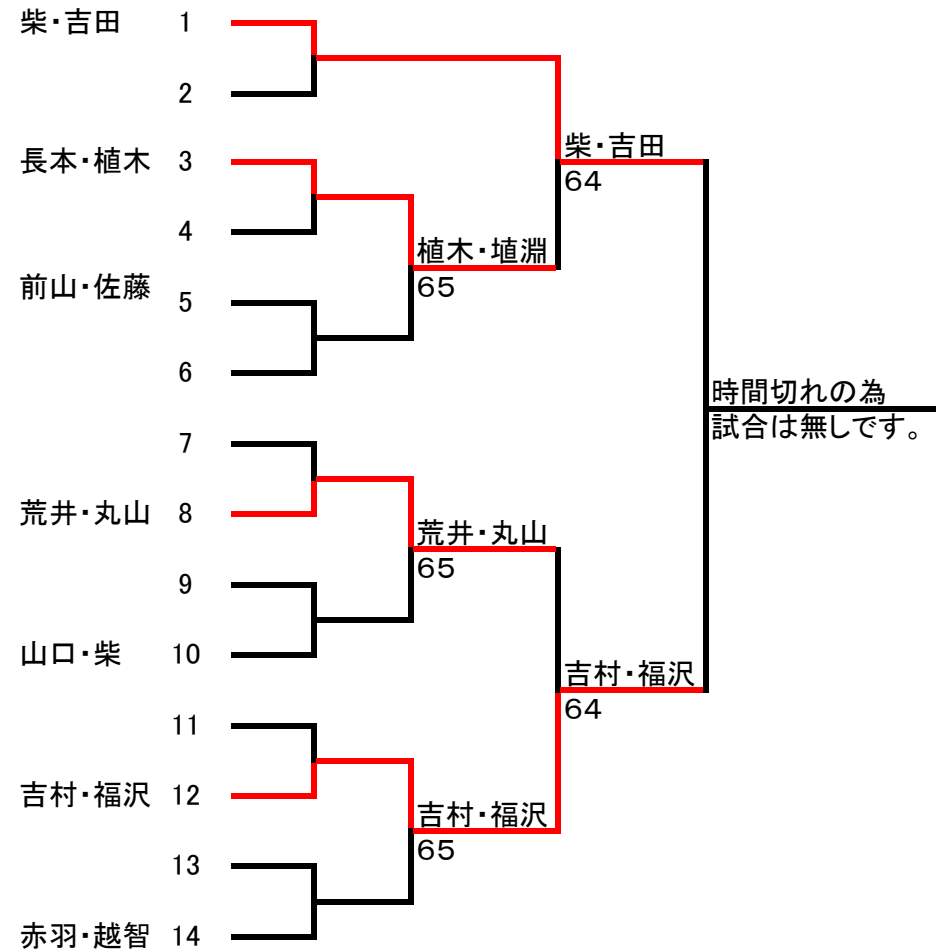 柴・吉田 1
2
長本・植木 3
4
前山・佐藤 5
6
7
荒井・丸山 8
9
山口・柴 10
11
吉村・福沢 12
13
赤羽・越智 14
植木・埴淵
65
荒井・丸山
65
吉村・福沢
65
柴・吉田
64
吉村・福沢
64
時間切れの為
試合は無しです。